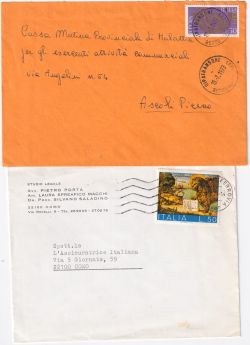 Cassa Mutua Provinciale di Malattia
per gli esercenti attività commerciali
via Angelini n 54
Ascoli Piceno
STUDIO LEGALE
Avv. PIETRO PORTA
Avv. LAURA SPREAFICO MACCHI
Dr. Proc. SILVANO SALADINO
22100 COMO
ITALIA L. 50
Spett.le
L'Assicuratrice Italiana
Via 5 Giornate, 59
22100 COMO